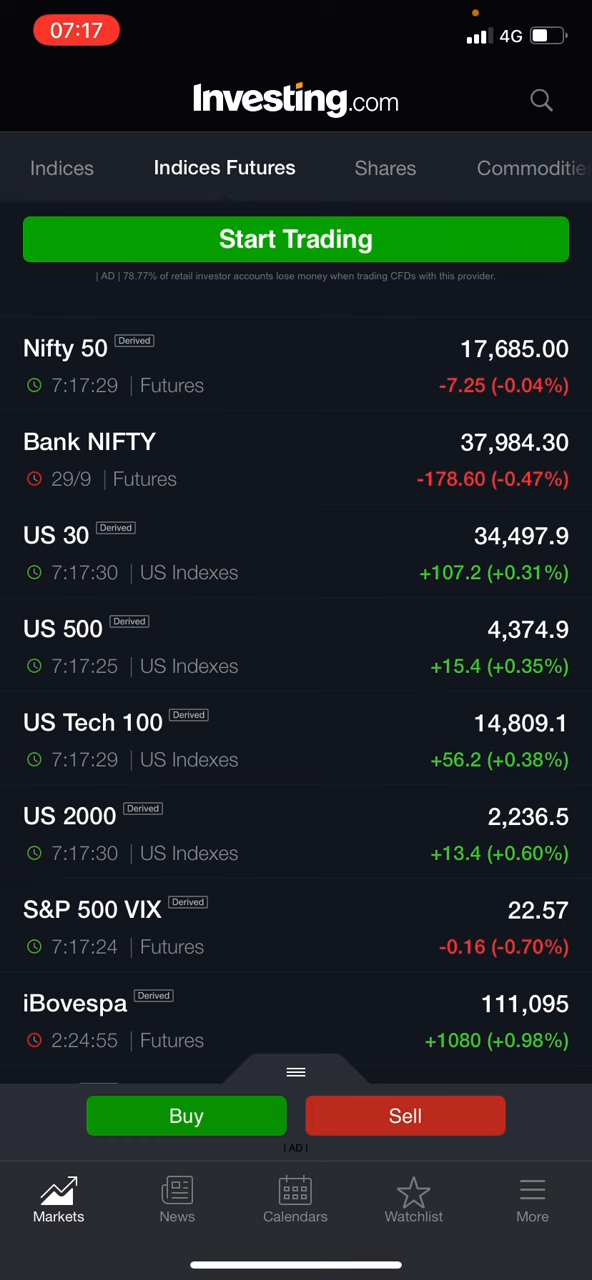 07:17
4G
Investing.com
Indices Indices Futures Shares Commoditie
Start Trading
| AD | 78.77% of retail investor accounts lose money when trading CFDs with this provider.
Nifty 50 Derived 17,685.00
7:17:29 | Futures -7.25 (-0.04%)
Bank NIFTY 37,984.30
29/9 | Futures -178.60 (-0.47%)
US 30 Derived 34,497.9
7:17:30 | US Indexes +107.2 (+0.31%)
US 500 Derived 4,374.9
7:17:25 | US Indexes +15.4 (+0.35%)
US Tech 100 Derived 14,809.1
7:17:29 | US Indexes +56.2 (+0.38%)
US 2000 Derived 2,236.5
7:17:30 | US Indexes +13.4 (+0.60%)
S&P 500 VIX Derived 22.57
7:17:24 | Futures -0.16 (-0.70%)
iBovespa Derived 111,095
2:24:55 | Futures +1080 (+0.98%)
Buy Sell
| AD |
Markets News Calendars Watchlist More